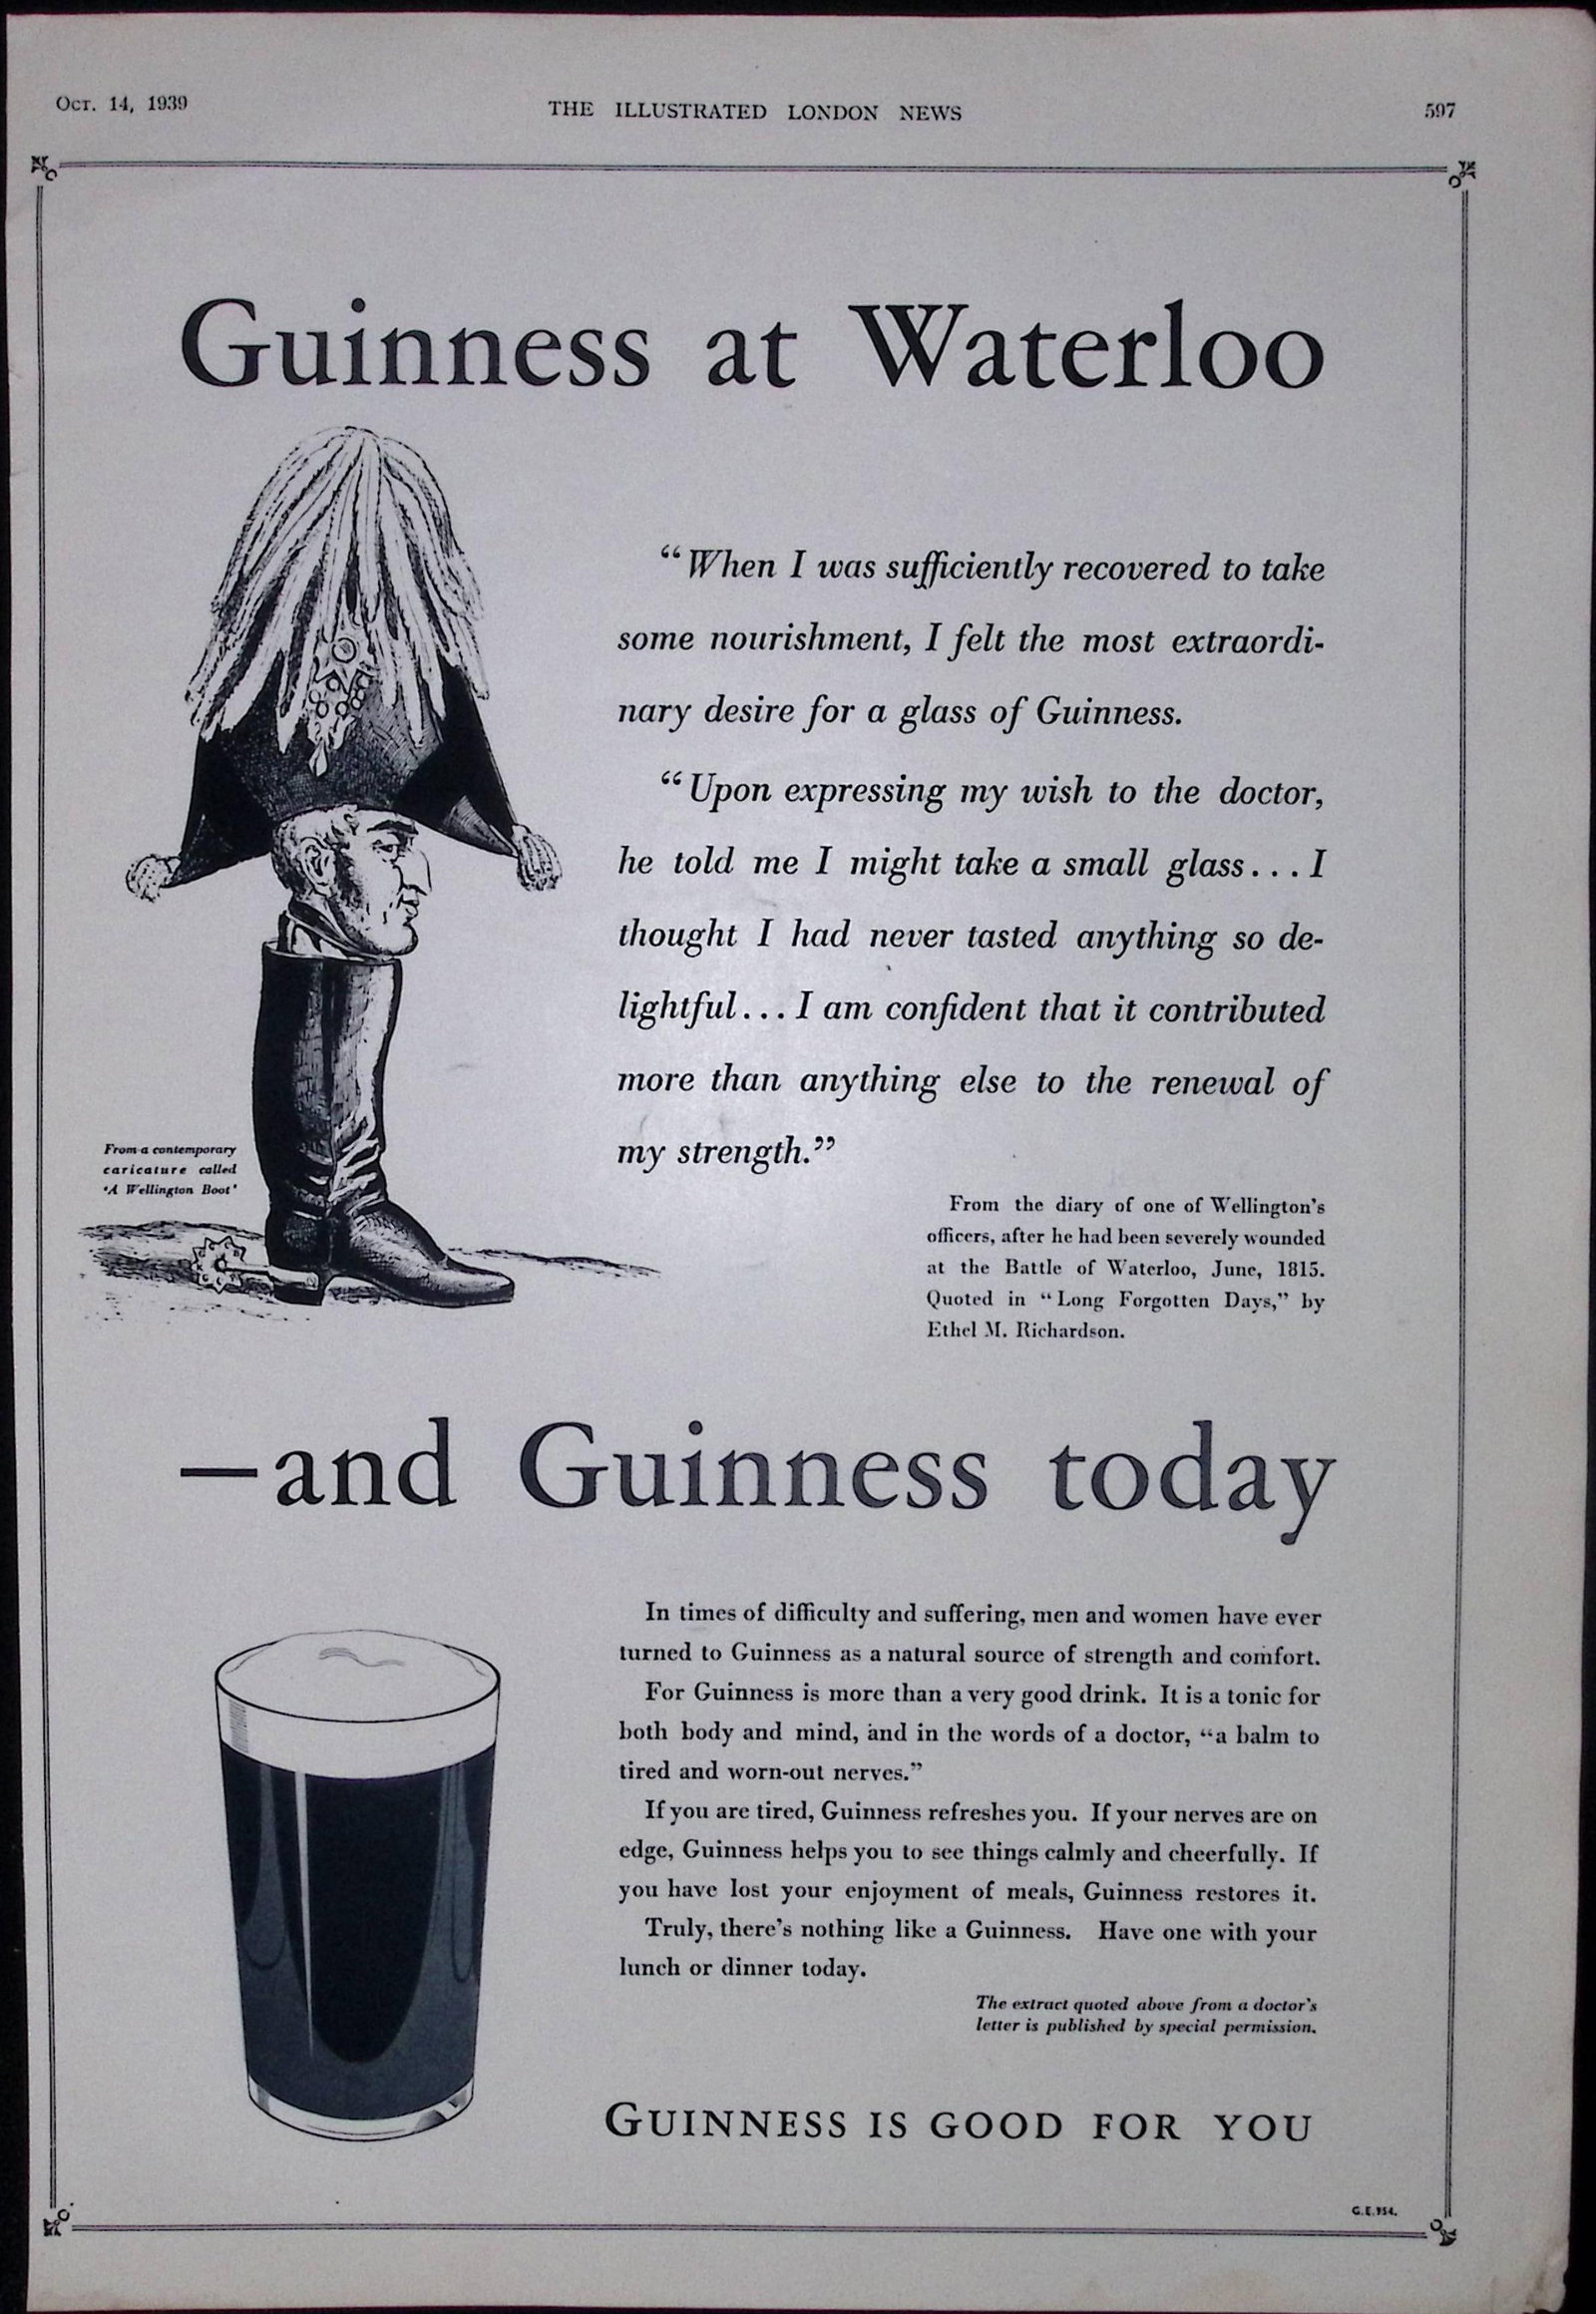 Oct. 14, 1939
THE ILLUSTRATED LONDON NEWS
597
Guinness at Waterloo
“When I was sufficiently recovered to take
some nourishment, I felt the most extraordi-
nary desire for a glass of Guinness.
“Upon expressing my wish to the doctor,
he told me I might take a small glass...I
thought I had never tasted anything so de-
lightful...I am confident that it contributed
more than anything else to the renewal of
my strength.”
From a contemporary
caricature called
‘A Wellington Boot’
From the diary of one of Wellington’s
officers, after he had been severely wounded
at the Battle of Waterloo, June, 1815.
Quoted in “Long Forgotten Days,” by
Ethel M. Richardson.
—and Guinness today
In times of difficulty and suffering, men and women have ever
turned to Guinness as a natural source of strength and comfort.
For Guinness is more than a very good drink. It is a tonic for
both body and mind, and in the words of a doctor, “a balm to
tired and worn-out nerves.”
If you are tired, Guinness refreshes you. If your nerves are on
edge, Guinness helps you to see things calmly and cheerfully. If
you have lost your enjoyment of meals, Guinness restores it.
Truly, there’s nothing like a Guinness. Have one with your
lunch or dinner today.
The extract quoted above from a doctor’s
letter is published by special permission.
GUINNESS IS GOOD FOR YOU
G.E.954.